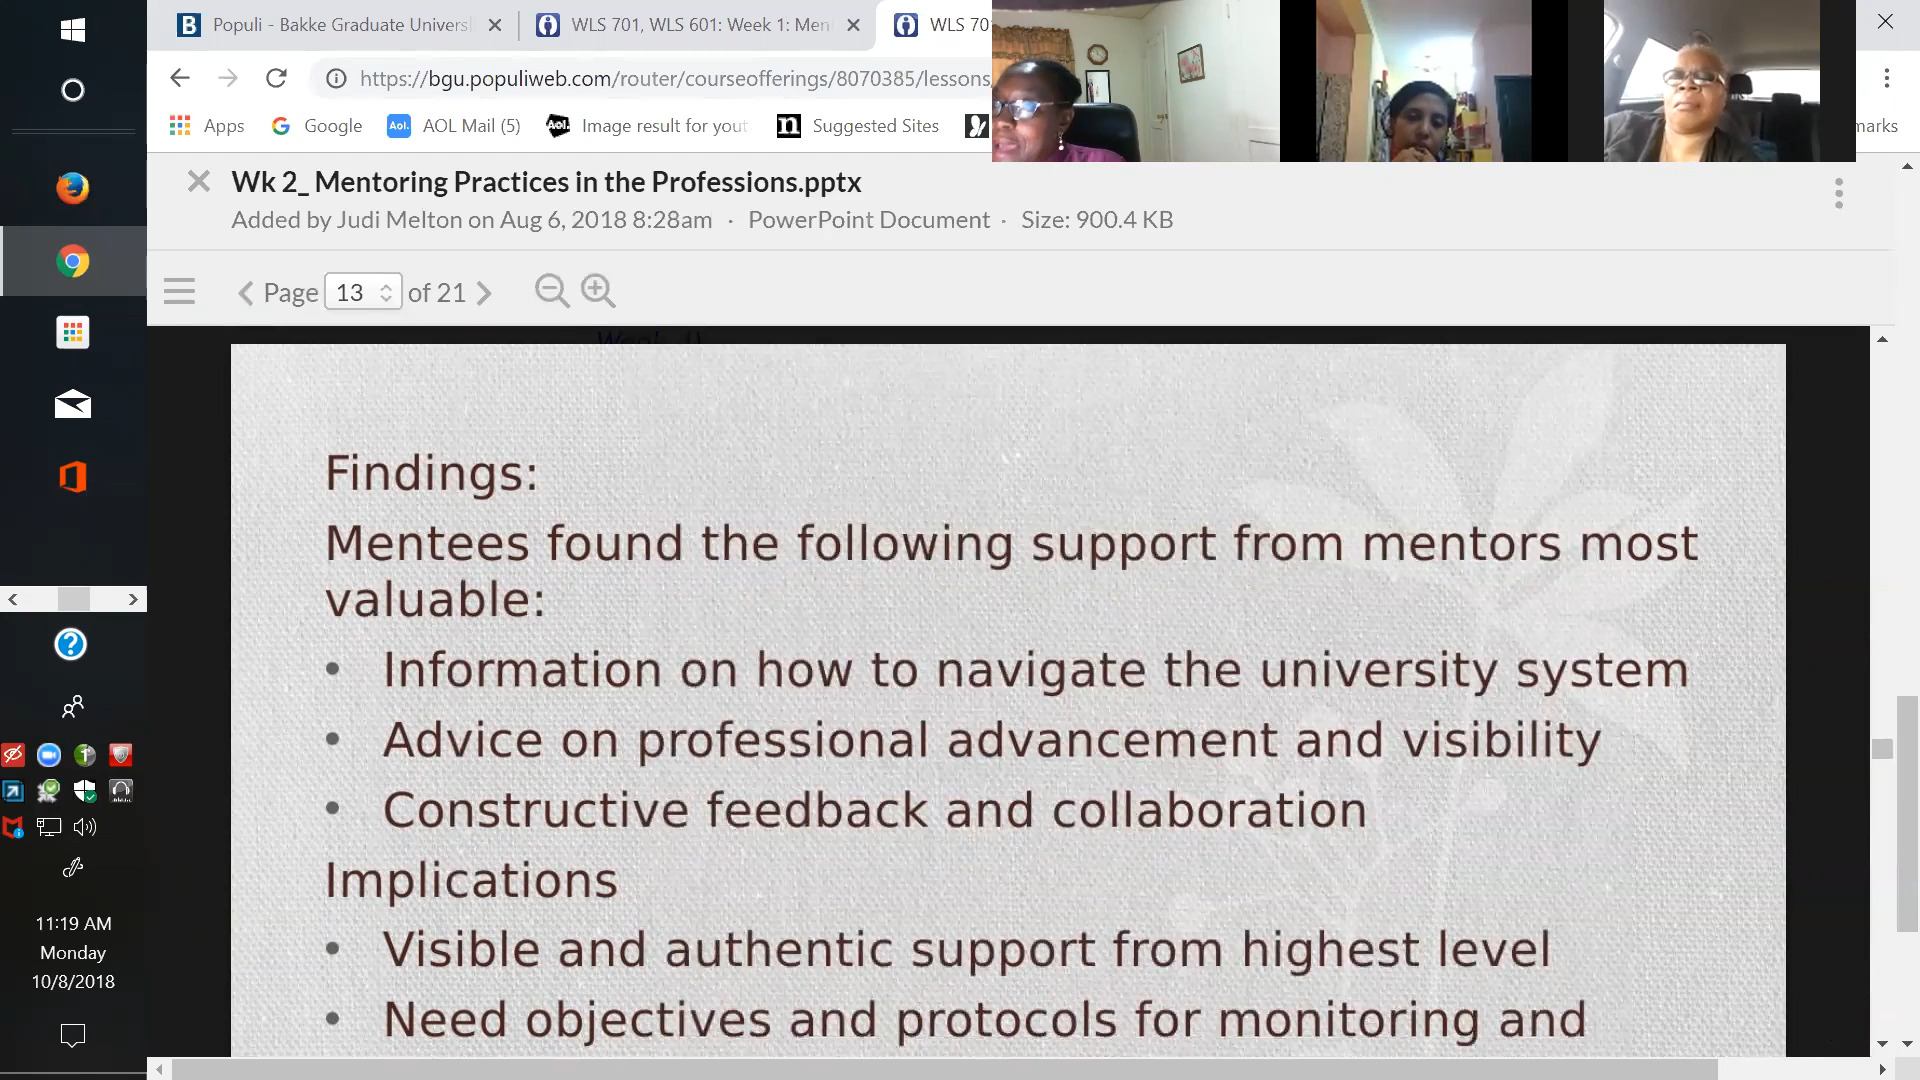 Populi - Bakke Graduate Universi
WLS 701, WLS 601: Week 1: Men
WLS 70
https://bgu.populiweb.com/router/courseofferings/8070385/lessons
Apps
Google
Aol.
AOL Mail (5)
Aol.
Image result for yout
n
Suggested Sites
marks
Wk 2_ Mentoring Practices in the Professions.pptx
Added by Judi Melton on Aug 6, 2018 8:28am · PowerPoint Document · Size: 900.4 KB
Page 13 of 21
Findings:
Mentees found the following support from mentors most
valuable:
• Information on how to navigate the university system
• Advice on professional advancement and visibility
• Constructive feedback and collaboration
Implications
• Visible and authentic support from highest level
• Need objectives and protocols for monitoring and
11:19 AM
Monday
10/8/2018